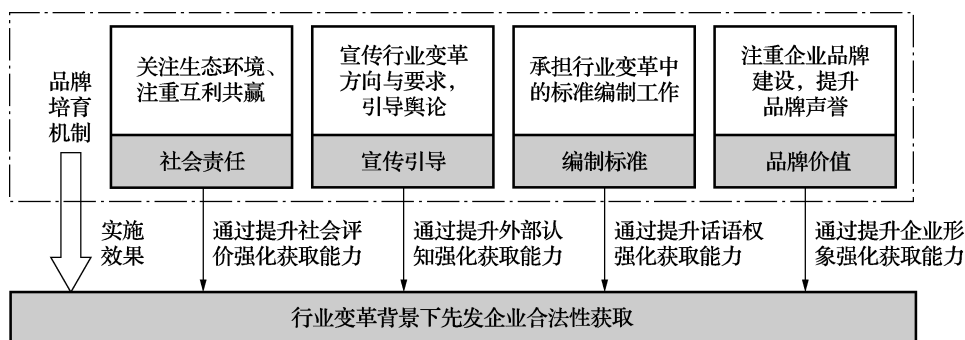 品牌
培育
机制
关注生态环境、
注重互利共赢
社会责任
宣传行业变革
方向与要求，
引导舆论
宣传引导
承担行业变革中
的标准编制工作
编制标准
注重企业品牌
建设，提升
品牌声誉
品牌价值
实施
效果
通过提升社会评
价强化获取能力
通过提升外部认
知强化获取能力
通过提升话语权
强化获取能力
通过提升企业形
象强化获取能力
行业变革背景下先发企业合法性获取